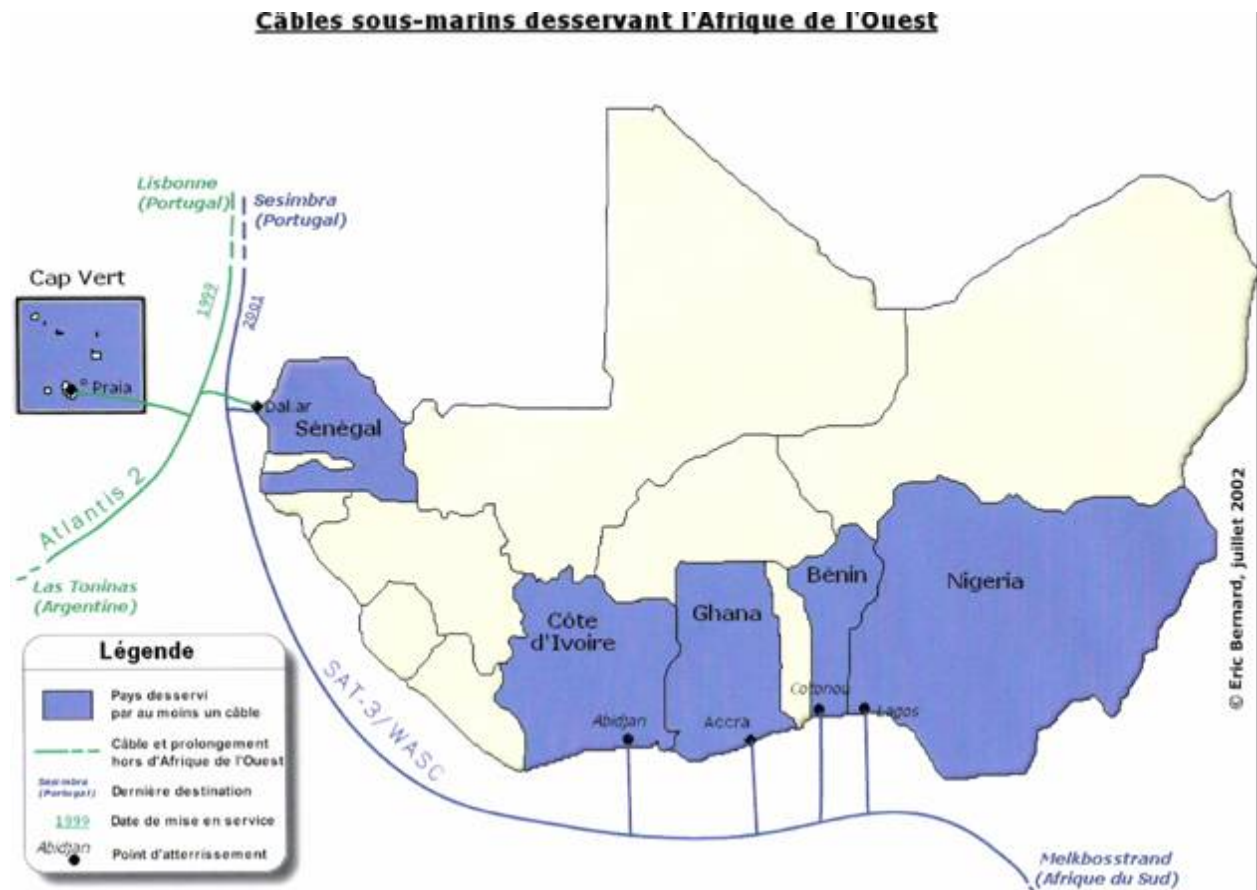 Câbles sous-marins desservant l'Afrique de l'Ouest
Lisbonne
(Portugal)
Sesimbra
(Portugal)
Cap Vert
1999
2001
Praia
Dakar
Sénégal
Atlantis 2
Las Toninas
(Argentine)
Bénin
Nigeria
Côte
d'Ivoire
Ghana
SAT-3/WASC
Abidjan
Accra
Cotonou
Lagos
© Eric Bernard, juillet 2002
Melkbosstrand
(Afrique du Sud)
Légende
Pays desservi
par au moins un câble
Câble et prolongement
hors d'Afrique de l'Ouest
Sesimbra
(Portugal)
Dernière destination
1999
Date de mise en service
Abidjan
Point d'atterrissement